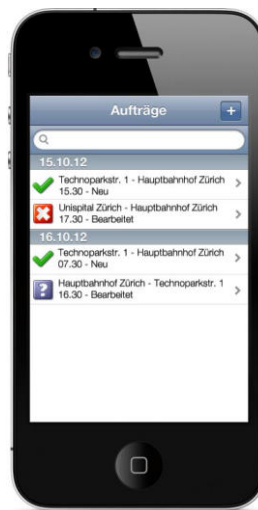 Aufträge
15.10.12
Technoparkstr. 1 - Hauptbahnhof Zürich
15.30 - Neu
Unispital Zürich - Hauptbahnhof Zürich
17.30 - Bearbeitet
16.10.12
Technoparkstr. 1 - Hauptbahnhof Zürich
07.30 - Neu
Hauptbahnhof Zürich - Technoparkstr. 1
16.30 - Bearbeitet